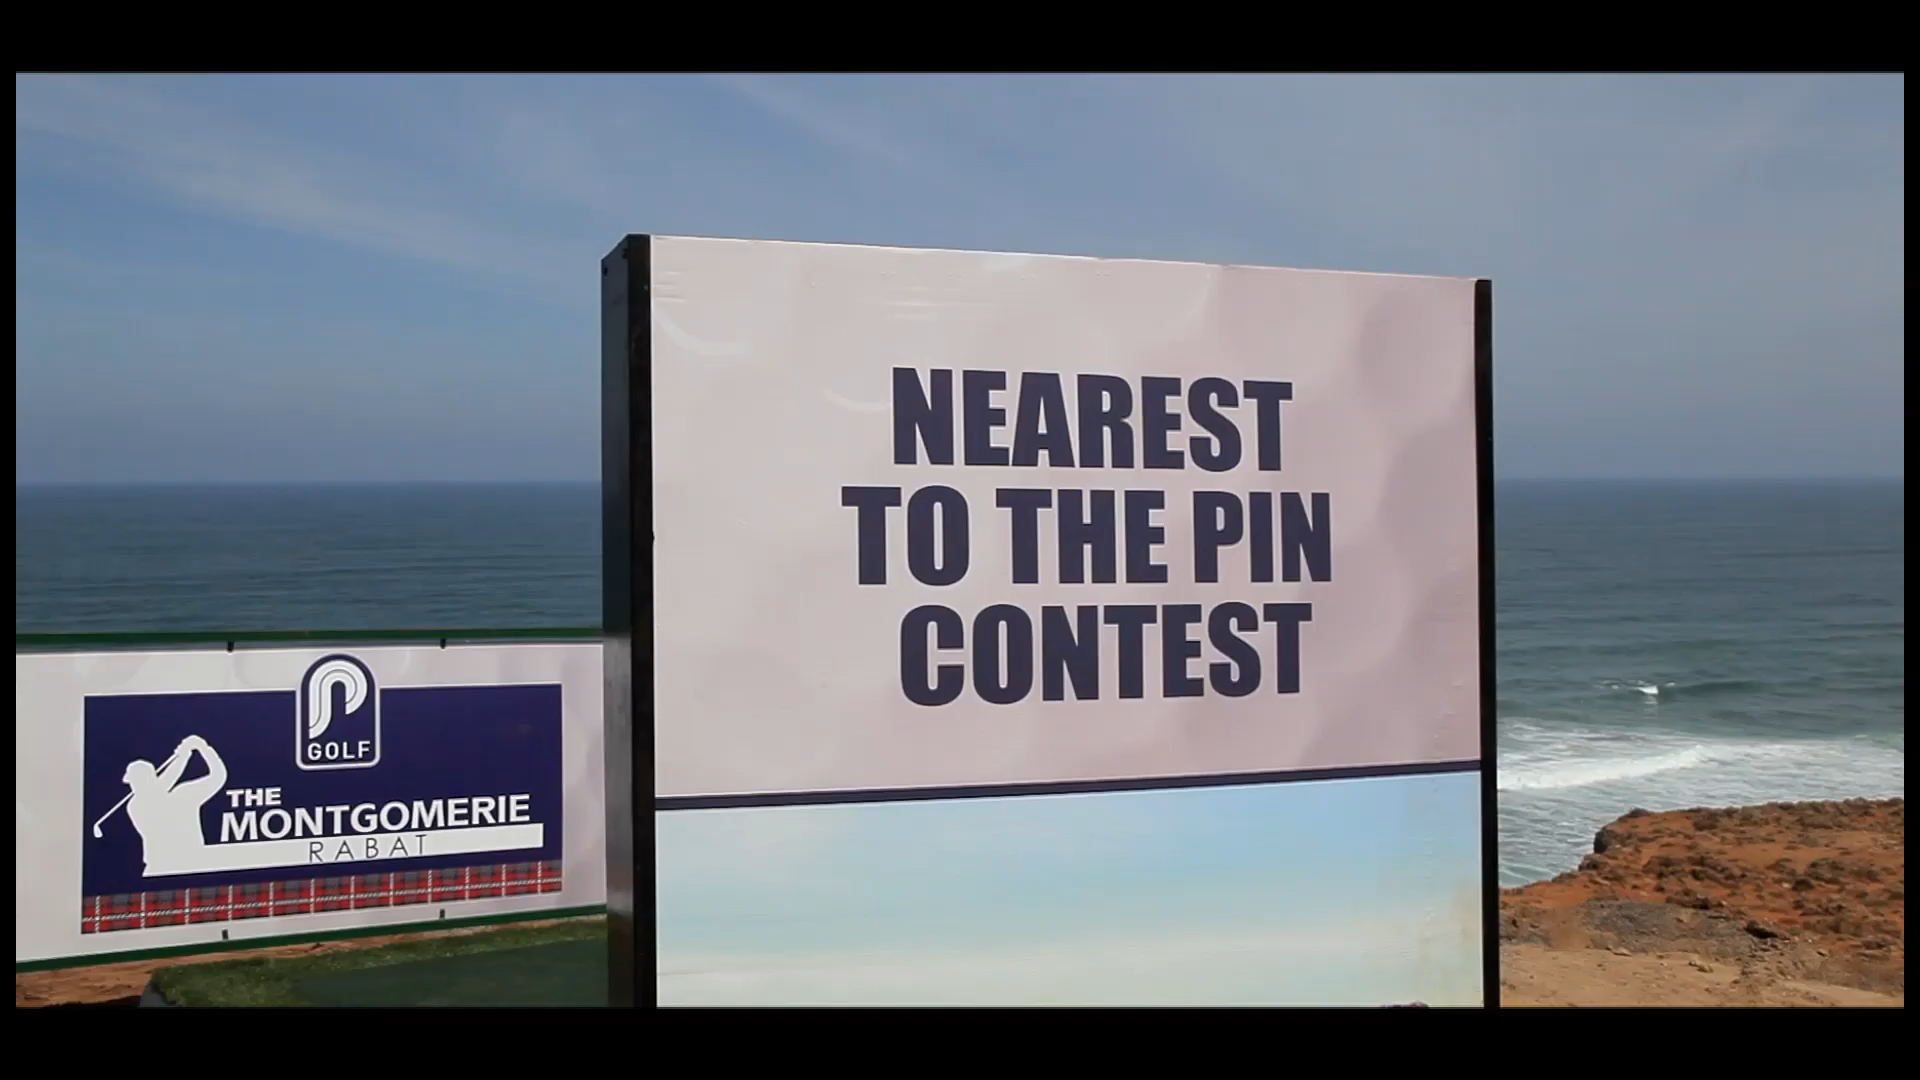 NEAREST
TO THE PIN
CONTEST
GOLF
THE
MONTGOMERIE
RABAT